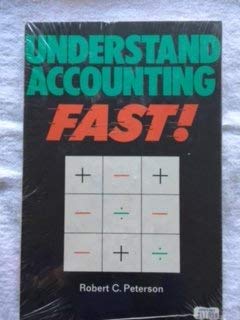 UNDERSTAND
ACCOUNTING
FAST!
+ − +
− ÷ −
− + ÷
Robert C. Peterson